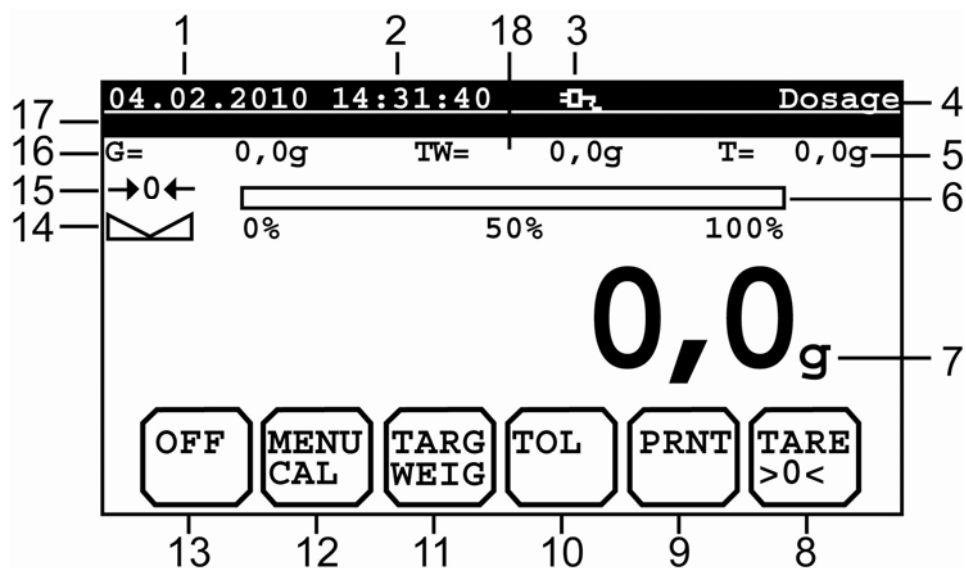 1 2 18 3
04.02.2010 14:31:40 Dosage 4
17
16 G= 0,0g TW= 0,0g T= 0,0g 5
15 →0← 6
14 0% 50% 100%
0,0g 7
OFF MENU TARG TOL PRNT TARE
CAL WEIG >0<
13 12 11 10 9 8